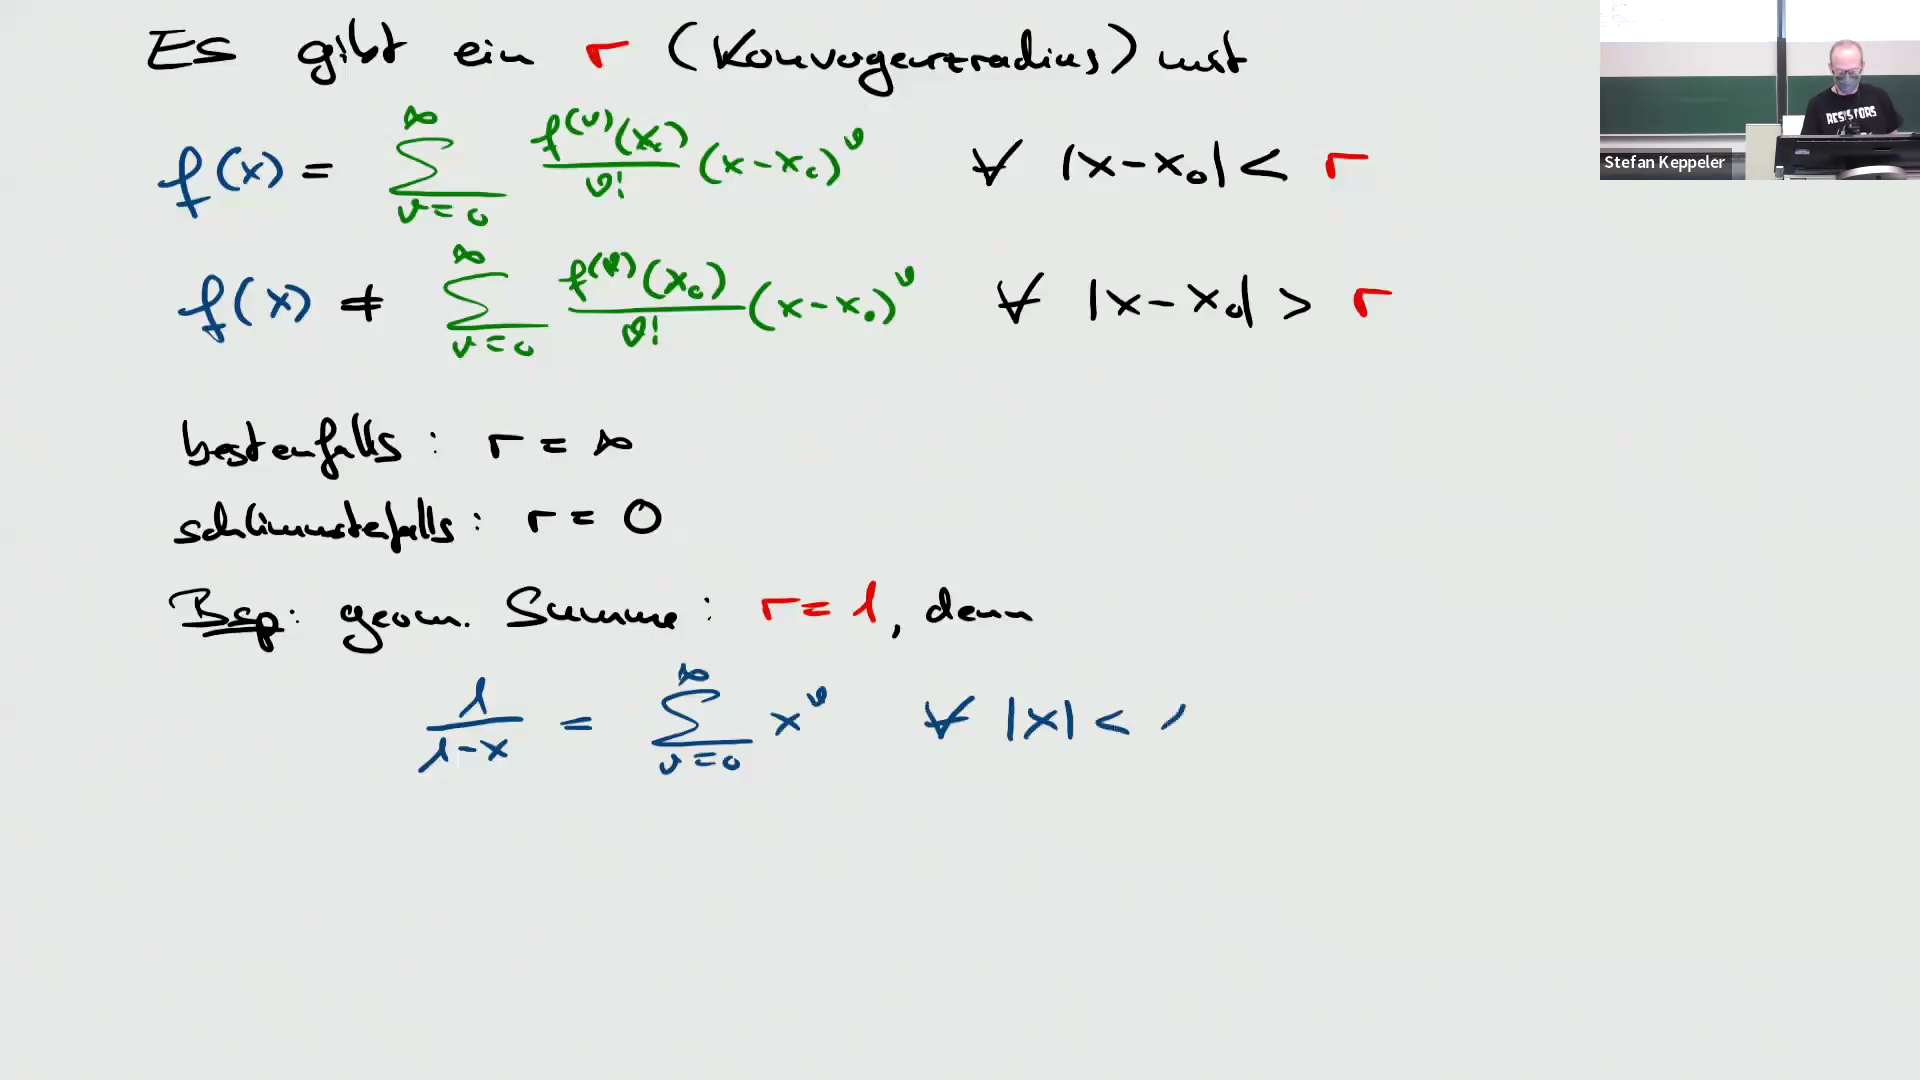 Es gibt ein r (Konvergenzradius) mit
f(x) = ∑_{ν=0}^{∞} f^{(ν)}(x₀)/ν! (x-x₀)^ν ∀ |x-x₀| < r
f(x) ≠ ∑_{ν=0}^{∞} f^{(ν)}(x₀)/ν! (x-x₀)^ν ∀ |x-x₀| > r
bestenfalls: r = ∞
schlimmstenfalls: r = 0
Bsp: geom. Summe: r = 1, denn
1/(1-x) = ∑_{ν=0}^{∞} x^ν ∀ |x| <
RESISTORS
Stefan Keppeler